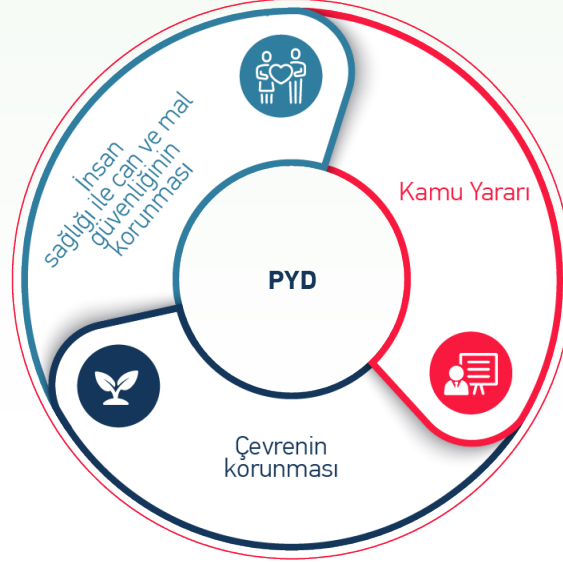 İnsan
sağlığı ile can ve mal
güvenliğinin
korunması
Kamu Yararı
PYD
Çevrenin
korunması